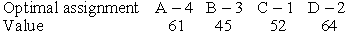 Optimal assignment A – 4 B – 3 C – 1 D – 2
Value 61 45 52 64